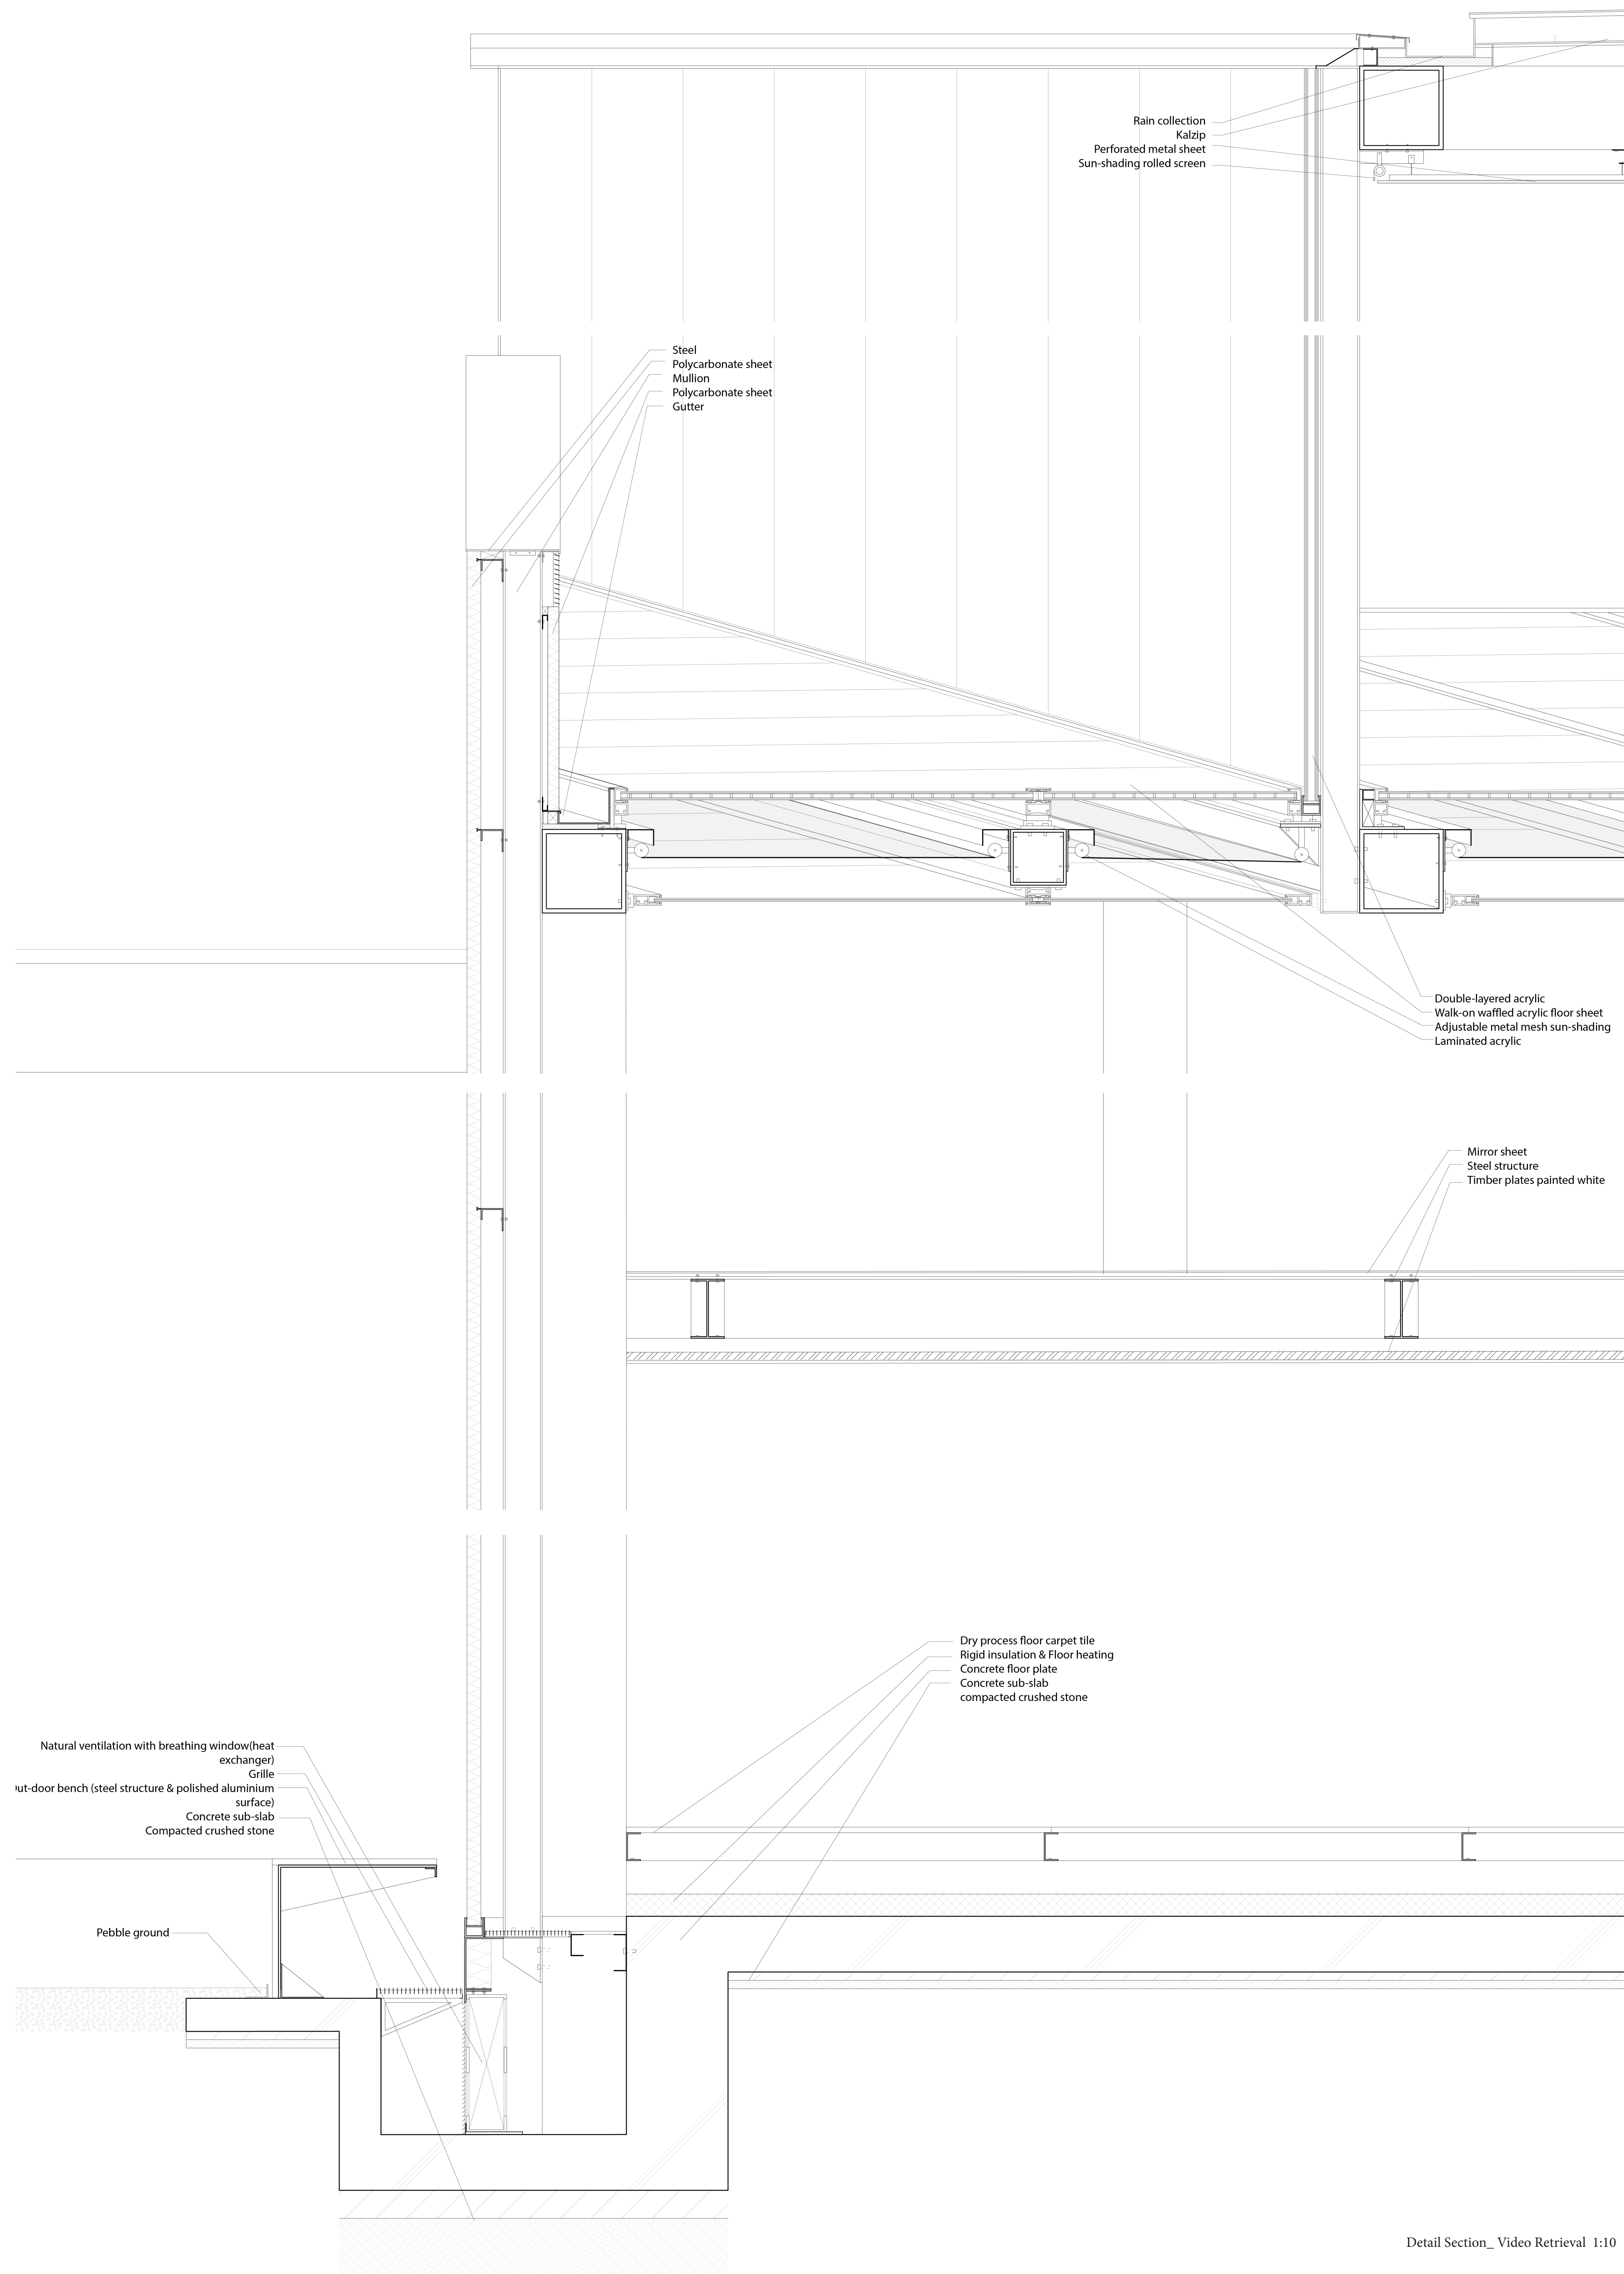 Rain collection
Kalzip
Perforated metal sheet
Sun-shading rolled screen
Steel
Polycarbonate sheet
Mullion
Polycarbonate sheet
Gutter
Double-layered acrylic
Walk-on waffled acrylic floor sheet
Adjustable metal mesh sun-shading
Laminated acrylic
Mirror sheet
Steel structure
Timber plates painted white
Dry process floor carpet tile
Rigid insulation & Floor heating
Concrete floor plate
Concrete sub-slab
compacted crushed stone
Natural ventilation with breathing window(heat
exchanger)
Grille
ut-door bench (steel structure & polished aluminium
surface)
Concrete sub-slab
Compacted crushed stone
Pebble ground
Detail Section_ Video Retrieval 1:10